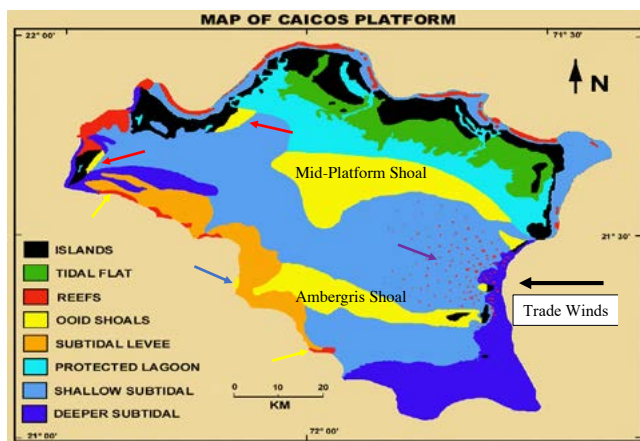 MAP OF CAICOS PLATFORM
22° 00'
71° 30'
N
Mid-Platform Shoal
21° 30'
ISLANDS
TIDAL FLAT
REEFS
OOID SHOALS
SUBTIDAL LEVEE
PROTECTED LAGOON
SHALLOW SUBTIDAL
DEEPER SUBTIDAL
Ambergris Shoal
Trade Winds
0 10 20
KM
21° 00'
72° 00'